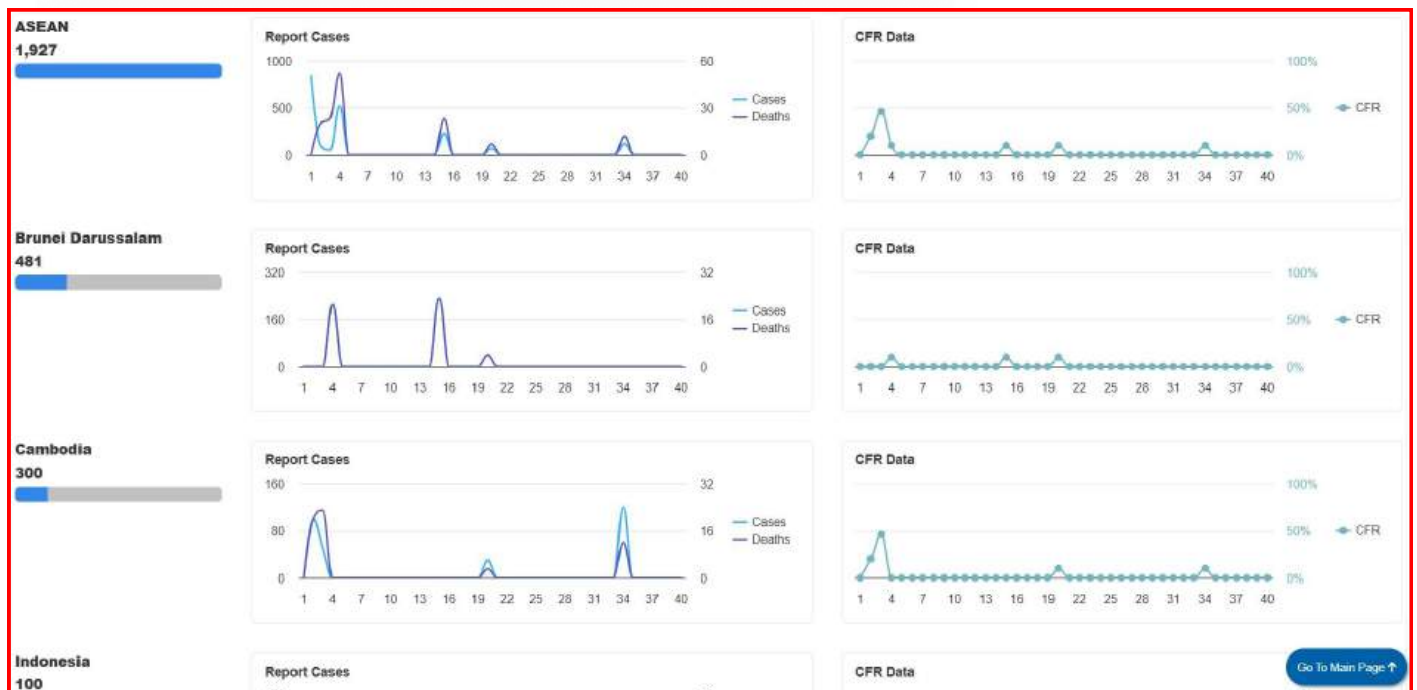 ASEAN
1,927
Report Cases
1000 60
500 30
0 0
1 4 7 10 13 16 19 22 25 28 31 34 37 40
Cases
Deaths
CFR Data
100%
50%
0%
1 4 7 10 13 16 19 22 25 28 31 34 37 40
CFR
Brunei Darussalam
481
Report Cases
320 32
160 16
0 0
1 4 7 10 13 16 19 22 25 28 31 34 37 40
Cases
Deaths
CFR Data
100%
50%
0%
1 4 7 10 13 16 19 22 25 28 31 34 37 40
CFR
Cambodia
300
Report Cases
160 32
80 16
0 0
1 4 7 10 13 16 19 22 25 28 31 34 37 40
Cases
Deaths
CFR Data
100%
50%
0%
1 4 7 10 13 16 19 22 25 28 31 34 37 40
CFR
Indonesia
100
Report Cases
CFR Data
Go To Main Page ↑